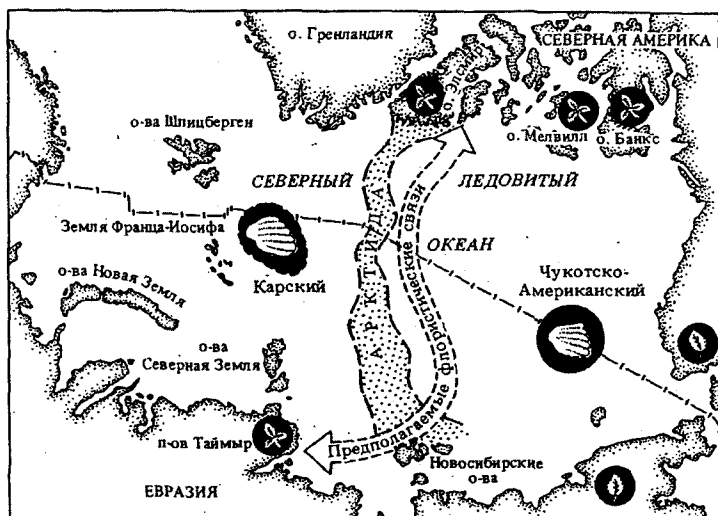 о. Гренландия
СЕВЕРНАЯ АМЕРИКА
о. Элсмир
о-ва Шпицберген
о. Мелвилл
о. Банкс
СЕВЕРНЫЙ
ЛЕДОВИТЫЙ
ОКЕАН
Земля Франца-Иосифа
АРКТИДА
Предполагаемые флористические связи
о-ва Новая Земля
Карский
Чукотско-
Американский
о-ва
Северная Земля
п-ов Таймыр
Новосибирские
о-ва
ЕВРАЗИЯ